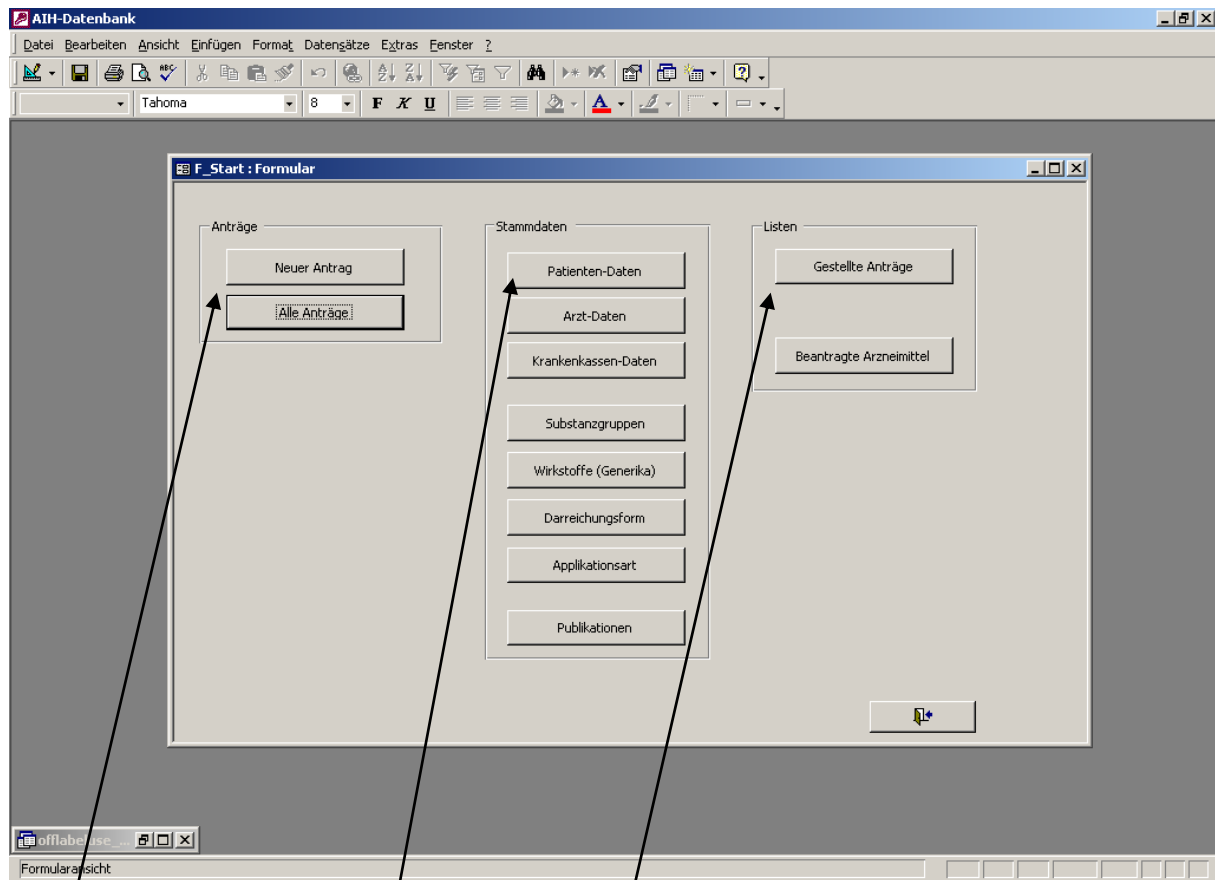 AIH-Datenbank
Datei Bearbeiten Ansicht Einfügen Format Datensätze Extras Fenster ?
Tahoma 8 F K U
F_Start : Formular
Anträge
Neuer Antrag
Alle Anträge
Stammdaten
Patienten-Daten
Arzt-Daten
Krankenkassen-Daten
Substanzgruppen
Wirkstoffe (Generika)
Darreichungsform
Applikationsart
Publikationen
Listen
Gestellte Anträge
Beantragte Arzneimittel
offlabeluse_...
Formularansicht